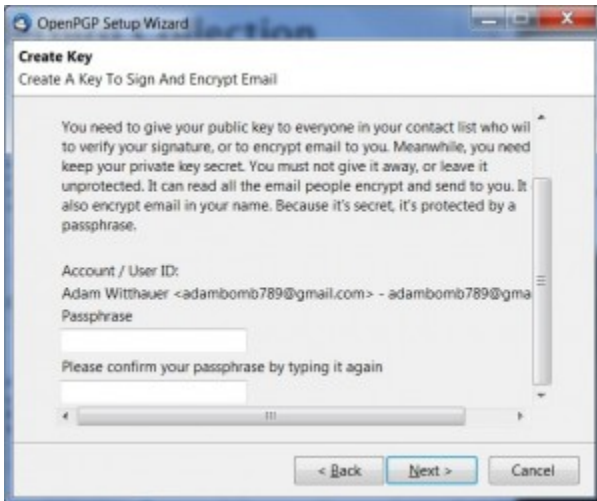 OpenPGP Setup Wizard
Create Key
Create A Key To Sign And Encrypt Email
You need to give your public key to everyone in your contact list who wil
to verify your signature, or to encrypt email to you. Meanwhile, you need
keep your private key secret. You must not give it away, or leave it
unprotected. It can read all the email people encrypt and send to you. It
also encrypt email in your name. Because it's secret, it's protected by a
passphrase.
Account / User ID:
Adam Witthauer <adambomb789@gmail.com> - adambomb789@gma
Passphrase
Please confirm your passphrase by typing it again
< Back
Next >
Cancel